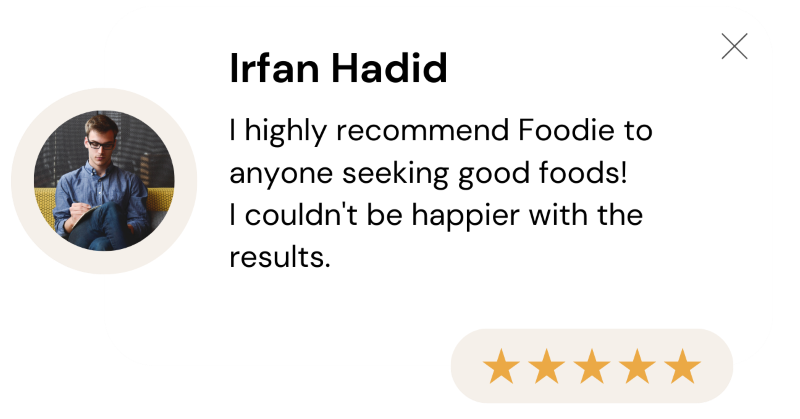 Irfan Hadid
I highly recommend Foodie to
anyone seeking good foods!
I couldn't be happier with the
results.